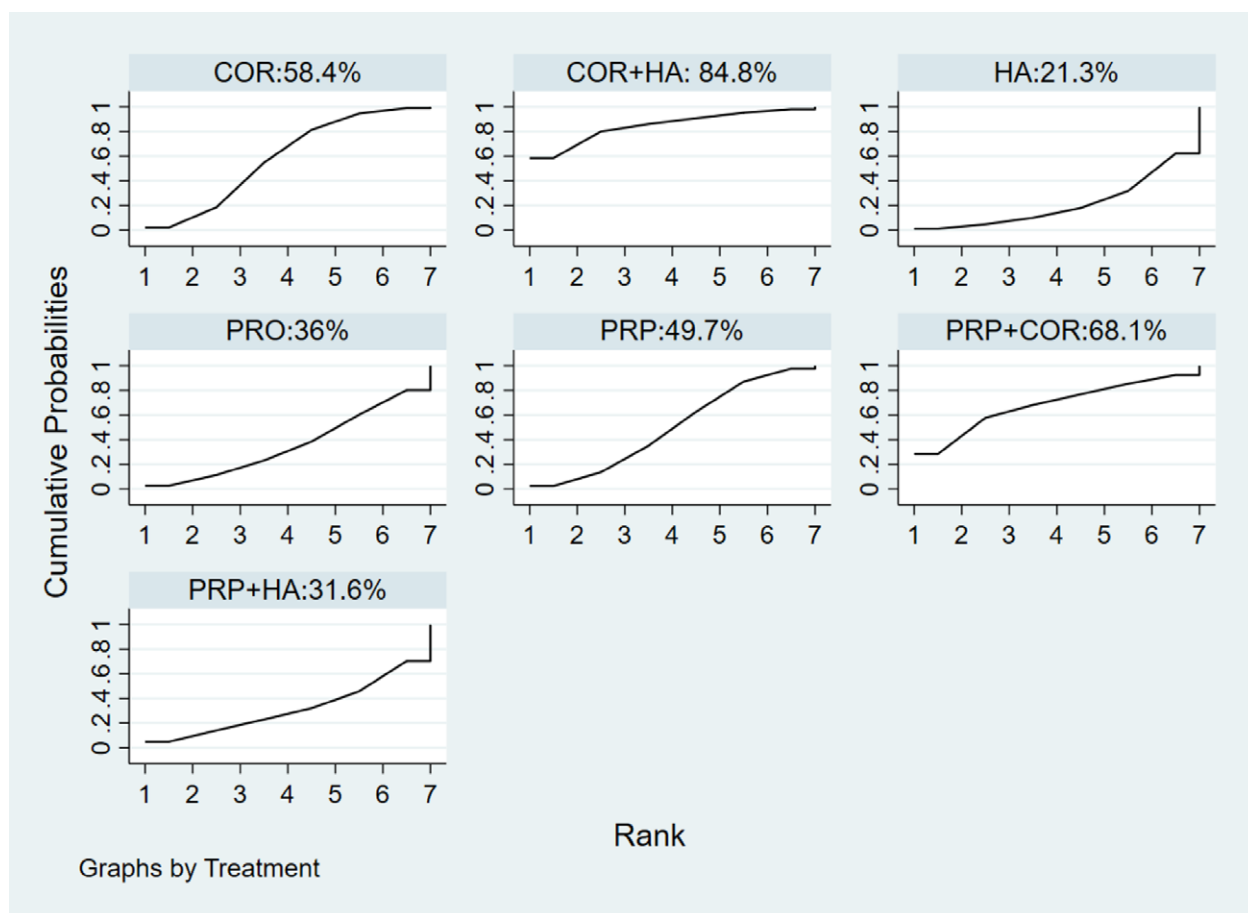 COR:58.4%
COR+HA: 84.8%
HA:21.3%
0 .2 .4 .6 .8 1
1 2 3 4 5 6 7
1 2 3 4 5 6 7
1 2 3 4 5 6 7
PRO:36%
PRP:49.7%
PRP+COR:68.1%
0 .2 .4 .6 .8 1
0 .2 .4 .6 .8 1
0 .2 .4 .6 .8 1
1 2 3 4 5 6 7
1 2 3 4 5 6 7
1 2 3 4 5 6 7
PRP+HA:31.6%
0 .2 .4 .6 .8 1
1 2 3 4 5 6 7
0 .2 .4 .6 .8 1
0 .2 .4 .6 .8 1
Cumulative Probabilities
Rank
Graphs by Treatment